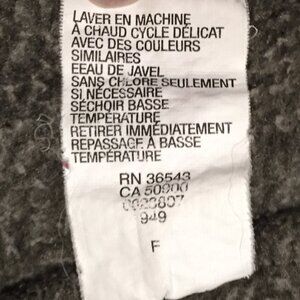 LAVER EN MACHINE
À CHAUD CYCLE DÉLICAT
AVEC DES COULEURS
SIMILAIRES
EEAU DE JAVEL
SANS CHLORE SEULEMENT
SI NÉCESSAIRE
SÉCHOIR BASSE
TEMPÉRATURE
RETIRER IMMÉDIATEMENT
REPASSAGE À BASSE
TEMPÉRATURE
RN 36543
CA 50900
949
F